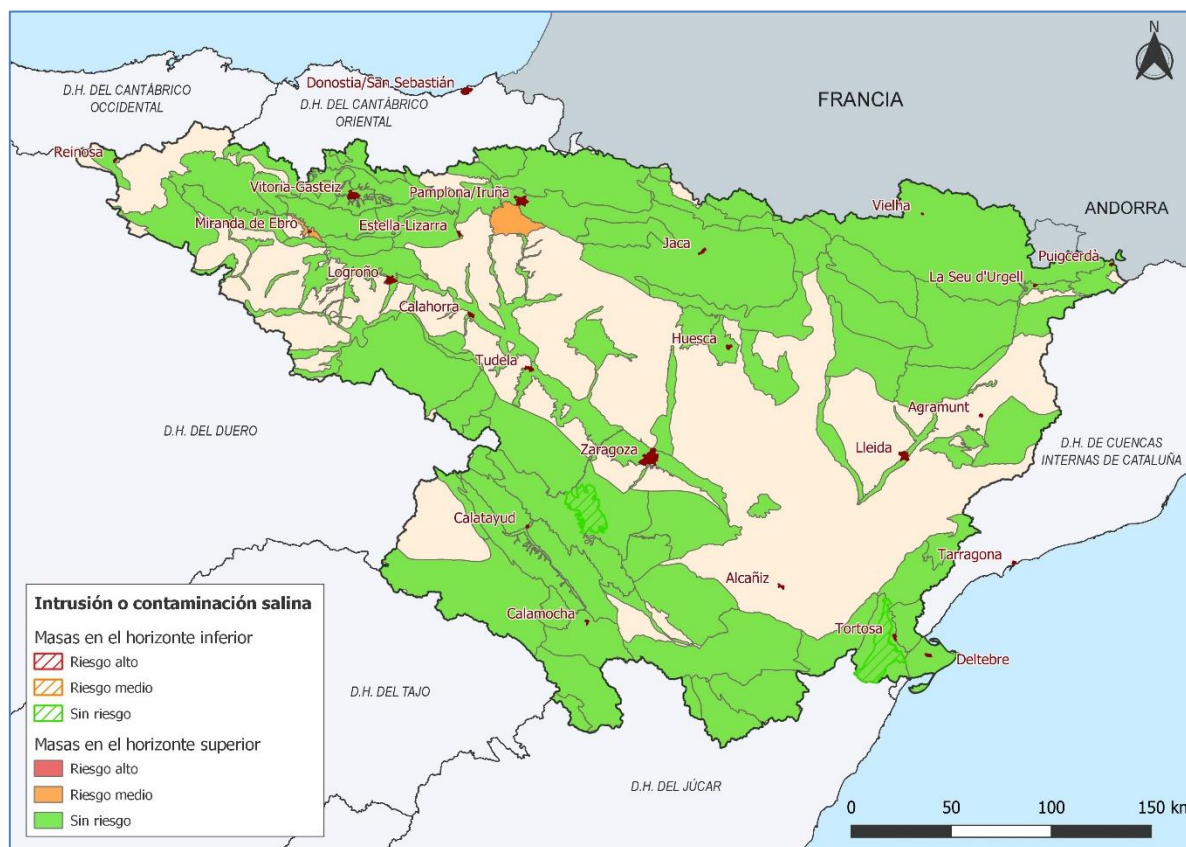 N
D.H. DEL CANTÁBRICO
OCCIDENTAL
Donostia/San Sebastián
D.H. DEL CANTÁBRICO
ORIENTAL
FRANCIA
Reinosa
Vitoria-Gasteiz
Pamplona/Iruña
Vielha
ANDORRA
Miranda de Ebro
Estella-Lizarra
Jaca
Puigcerdà
La Seu d'Urgell
Logroño
Calahorra
Huesca
Tudela
Agramunt
D.H. DEL DUERO
Zaragoza
Lleida
D.H. DE CUENCAS
INTERNAS DE CATALUÑA
Calatayud
Tarragona
Alcañiz
Calamocha
Tortosa
Deltebre
D.H. DEL TAJO
D.H. DEL JÚCAR
Intrusión o contaminación salina
Masas en el horizonte inferior
Riesgo alto
Riesgo medio
Sin riesgo
Masas en el horizonte superior
Riesgo alto
Riesgo medio
Sin riesgo
0 50 100 150 km